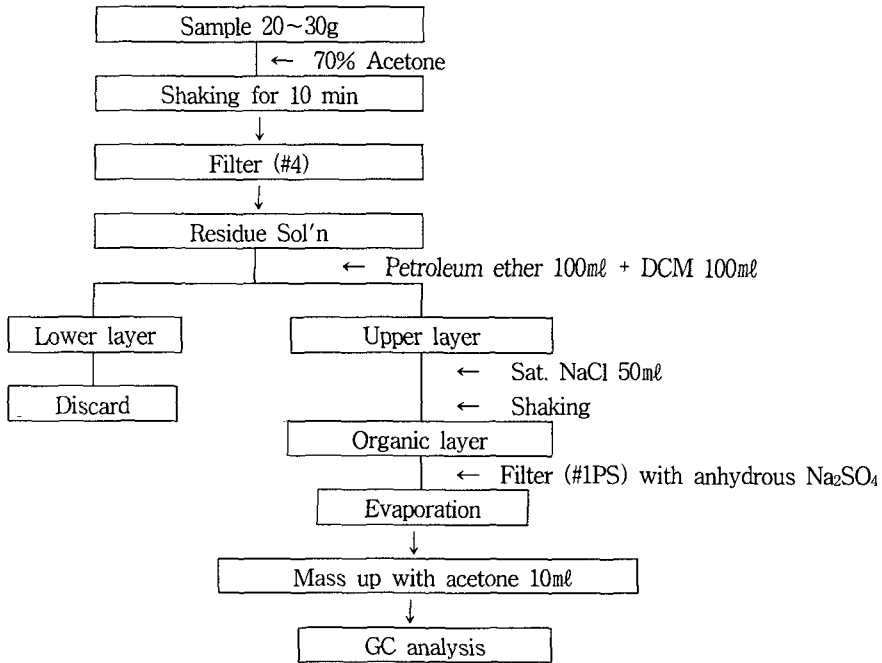 Sample 20~30g
← 70% Acetone
Shaking for 10 min
↓
Filter (#4)
↓
Residue Sol'n
← Petroleum ether 100㎖ + DCM 100㎖
Lower layer Upper layer
← Sat. NaCl 50㎖
Discard ← Shaking
Organic layer
← Filter (#1PS) with anhydrous Na₂SO₄
Evaporation
↓
Mass up with acetone 10㎖
↓
GC analysis